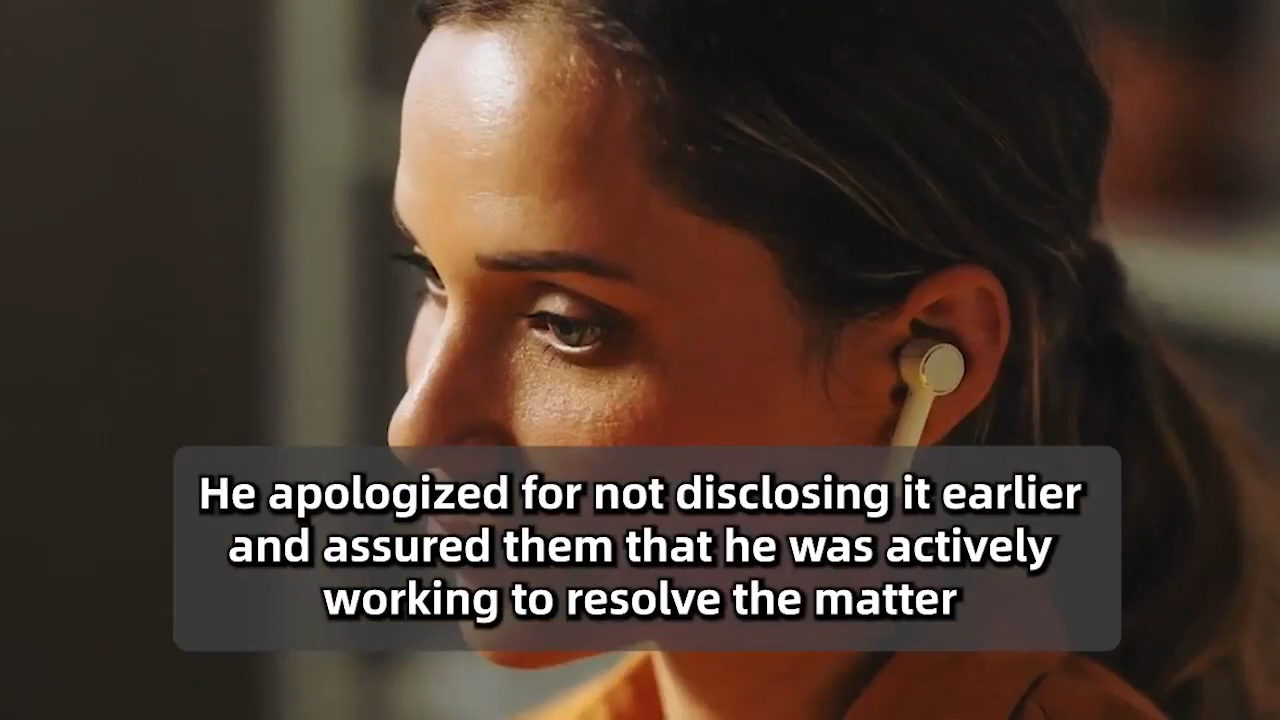 He apologized for not disclosing it earlier
and assured them that he was actively
working to resolve the matter